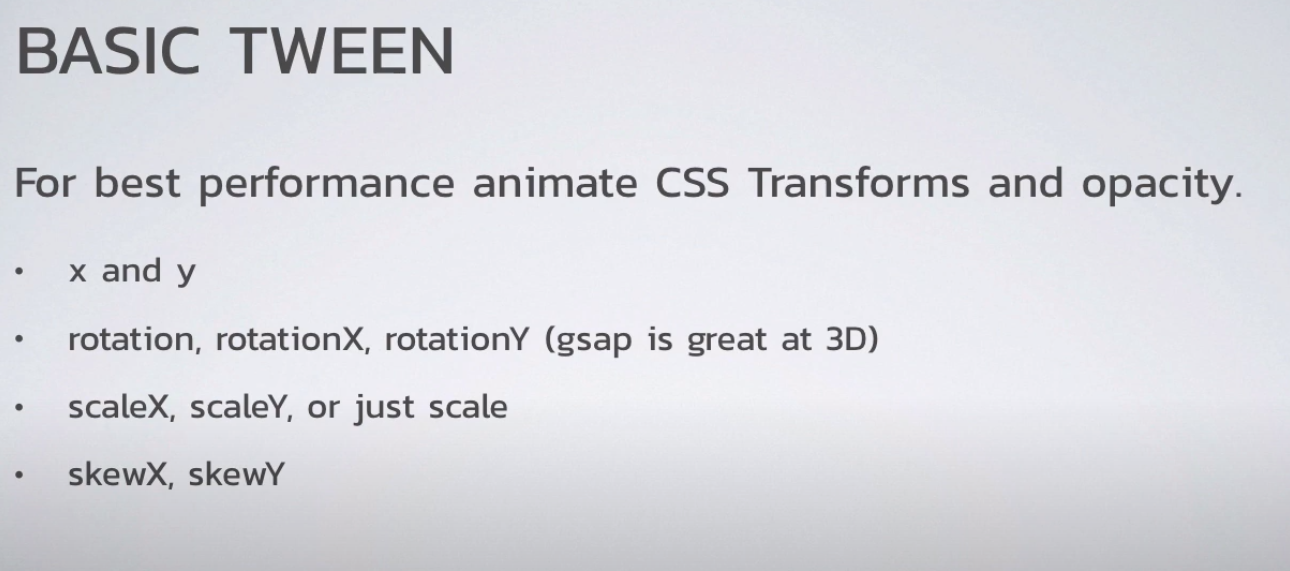 BASIC TWEEN
For best performance animate CSS Transforms and opacity.
• x and y
• rotation, rotationX, rotationY (gsap is great at 3D)
• scaleX, scaleY, or just scale
• skewX, skewY